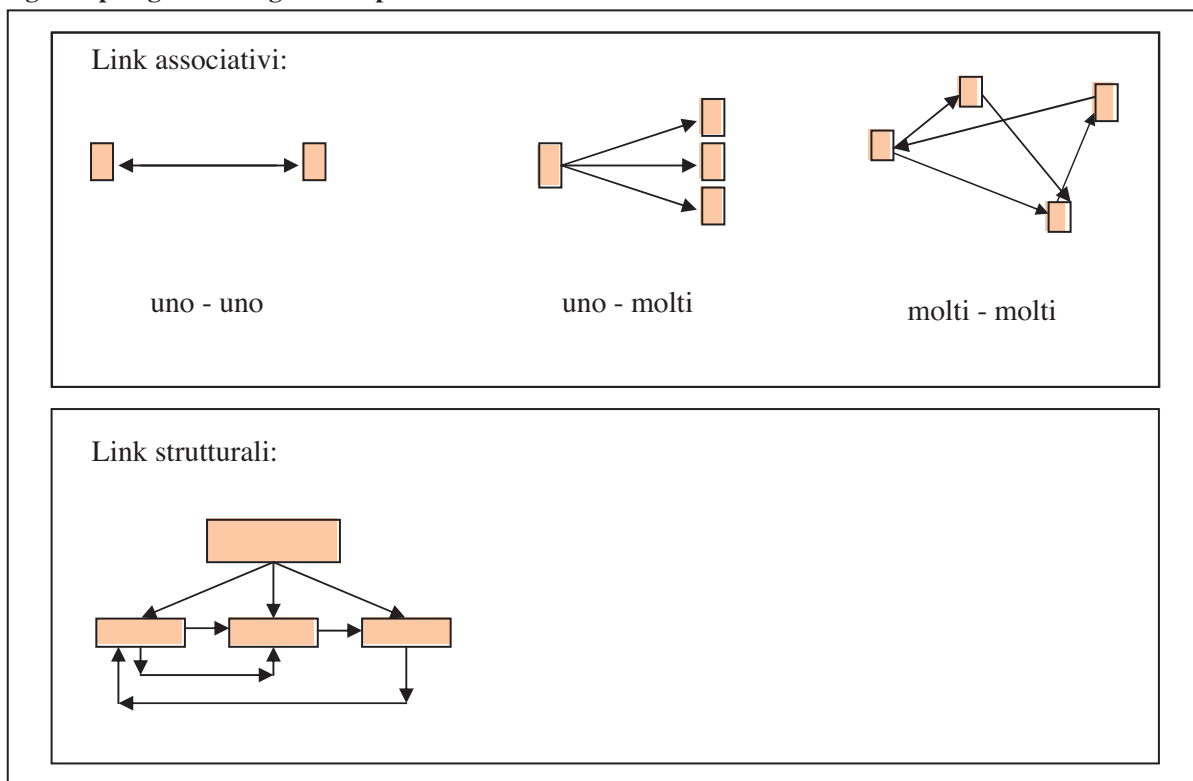 Link associativi:
uno - uno
uno - molti
molti - molti
Link strutturali: